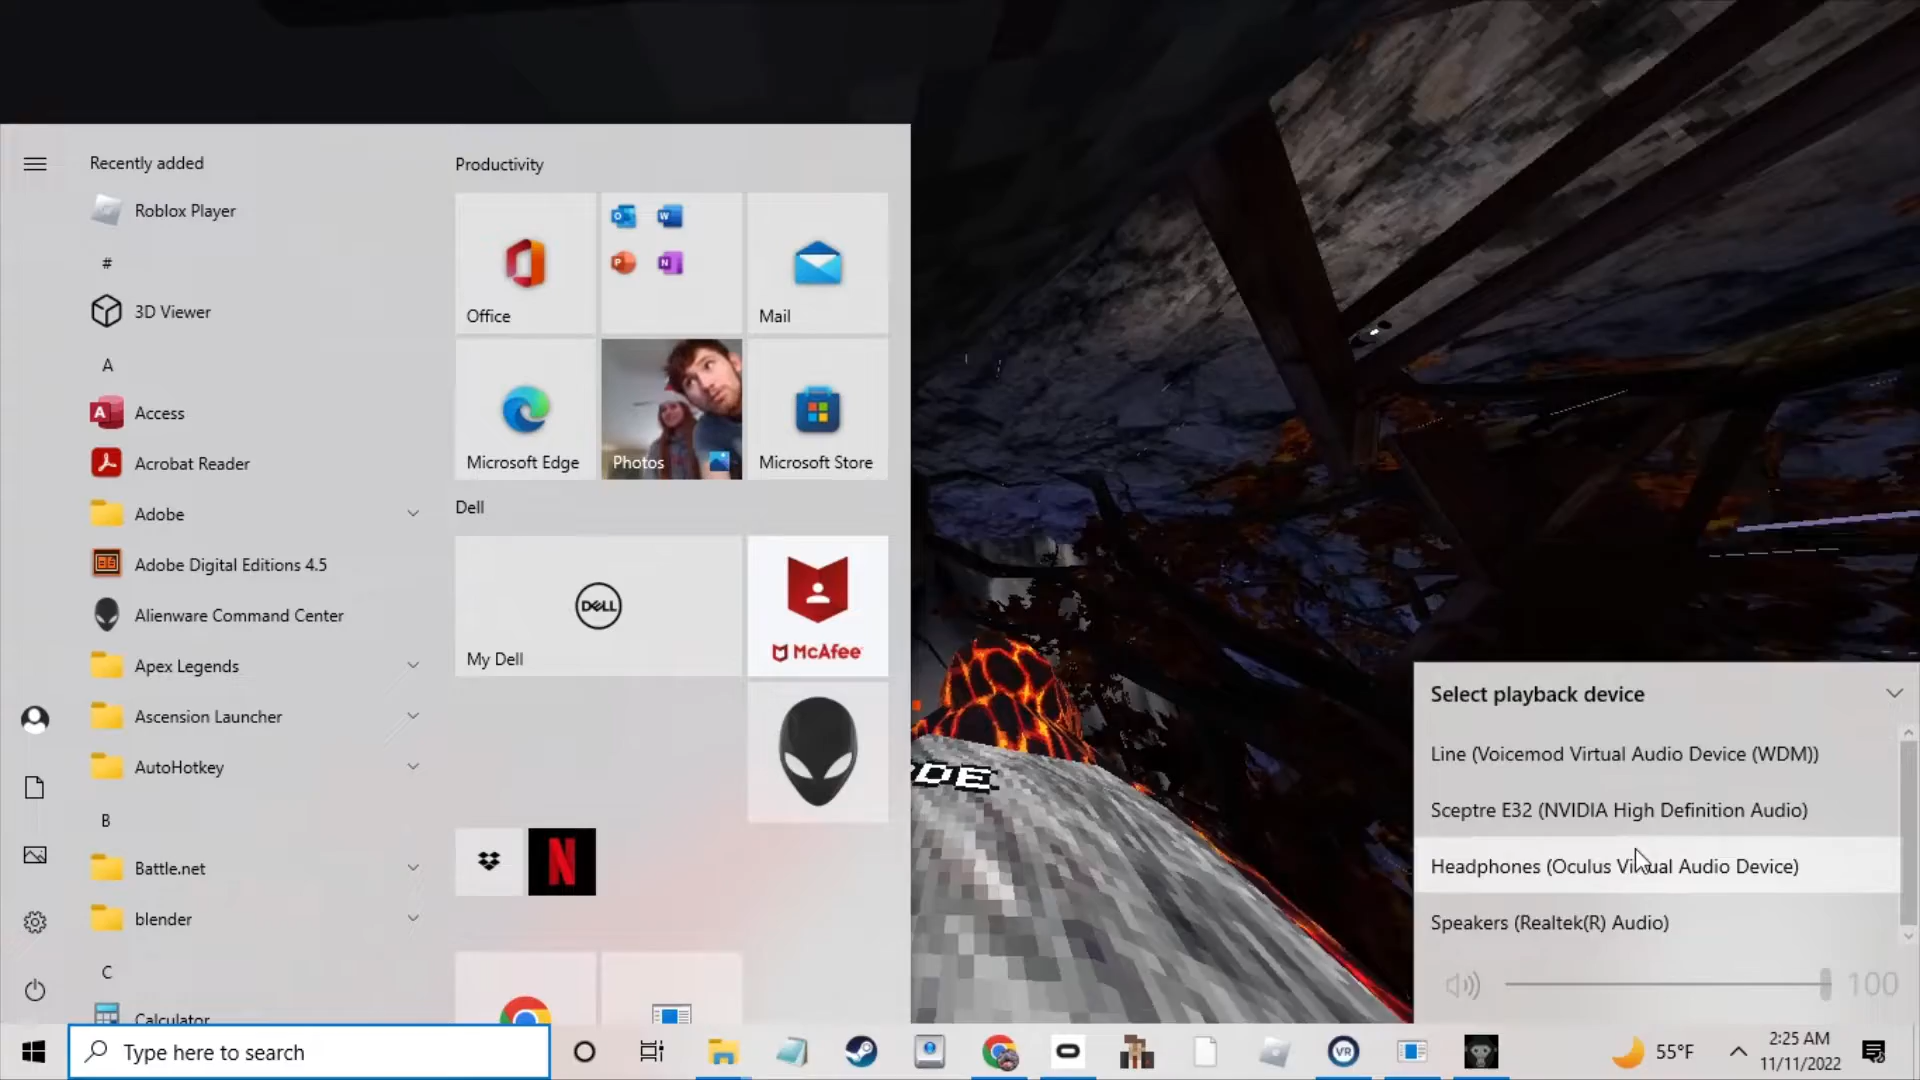 Recently added
Roblox Player
#
3D Viewer
A
Access
Acrobat Reader
Adobe
Adobe Digital Editions 4.5
Alienware Command Center
Apex Legends
Ascension Launcher
AutoHotkey
B
Battle.net
blender
C
Calculator
Productivity
Office
Mail
Microsoft Edge
Photos
Microsoft Store
Dell
DELL
My Dell
McAfee
N
DE
Select playback device
Line (Voicemod Virtual Audio Device (WDM))
Sceptre E32 (NVIDIA High Definition Audio)
Headphones (Oculus Virtual Audio Device)
Speakers (Realtek(R) Audio)
100
Type here to search
VR
55°F
2:25 AM
11/11/2022